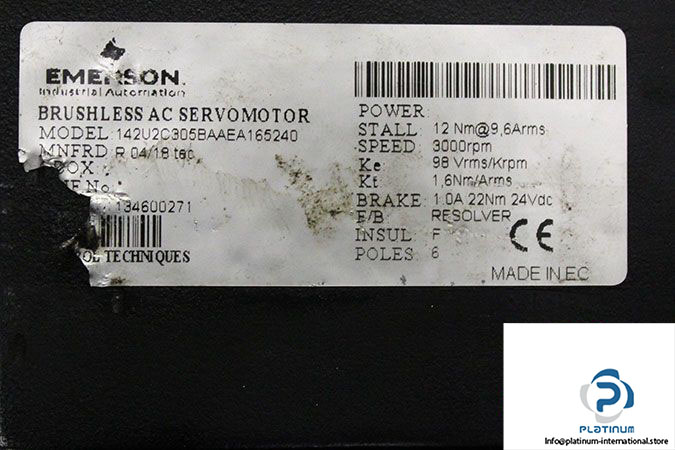 EMERSON
Industrial Automation
BRUSHLESS AC SERVOMOTOR
MODEL 142U2C305BAAEA165240
MNFRD R 04/18
134600271
TECHNIQUES
POWER
STALL 12 Nm@9,6Arms
SPEED 3000rpm
Ke 98 Vrms/Krpm
Kt 1,6Nm/Arms
BRAKE 1.0A 22Nm 24Vdc
F/B RESOLVER
INSUL F
POLES 6
CE
MADE IN EC
PLATINUM
Info@platinum-international.store